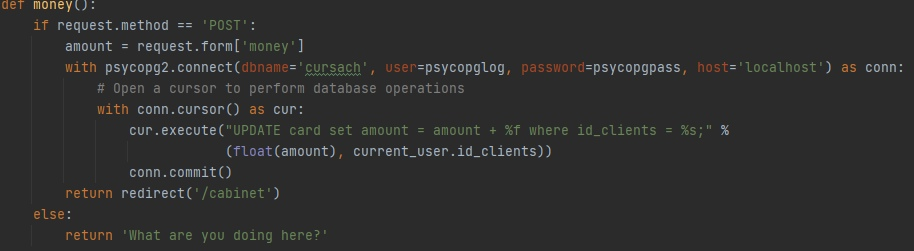 def money():
    if request.method == 'POST':
        amount = request.form['money']
        with psycopg2.connect(dbname='cursach', user=psycopglog, password=psycopgpass, host='localhost') as conn:
            # Open a cursor to perform database operations
            with conn.cursor() as cur:
                cur.execute("UPDATE card set amount = amount + %f where id_clients = %s;" %
                            (float(amount), current_user.id_clients))
                conn.commit()
        return redirect('/cabinet')
    else:
        return 'What are you doing here?'